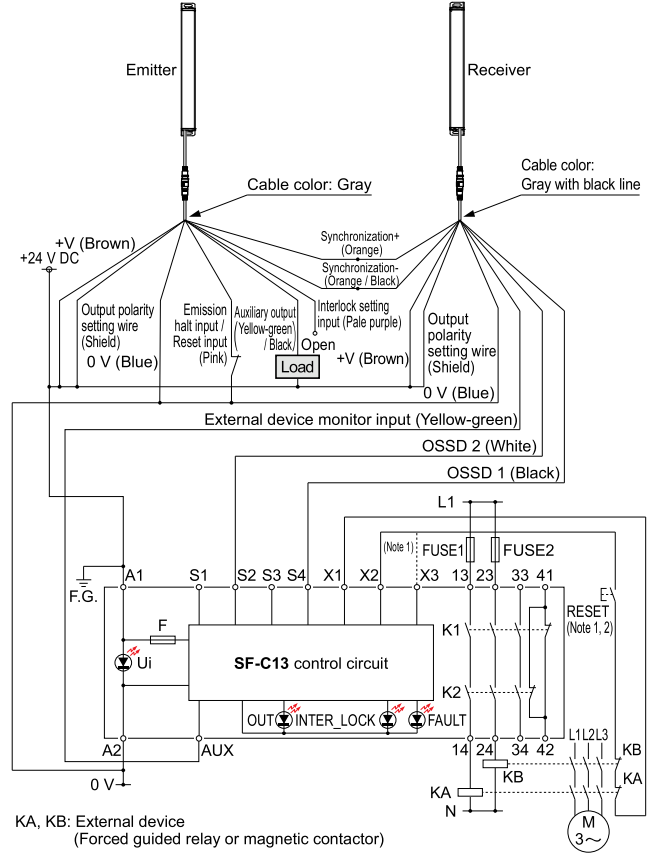 Emitter
Receiver
Cable color: Gray
Cable color:
Gray with black line
+V (Brown)
+24 V DC
Synchronization+
(Orange)
Synchronization-
(Orange / Black)
Output polarity
setting wire
(Shield)
0 V (Blue)
Emission
halt input /
Reset input
(Pink)
Auxiliary output
(Yellow-green
/ Black)
Interlock setting
input (Pale purple)
Open
Load
+V (Brown)
Output
polarity
setting wire
(Shield)
0 V (Blue)
External device monitor input (Yellow-green)
OSSD 2 (White)
OSSD 1 (Black)
L1
(Note 1)
FUSE1
FUSE2
F.G.
A1
S1
S2
S3
S4
X1
X2
X3
13
23
33
41
E
RESET
(Note 1, 2)
F
Ui
SF-C13 control circuit
K1
K2
OUT
INTER_LOCK
FAULT
A2
AUX
14
24
34
42
L1
L2
L3
KB
KA
KB
KA
0 V
N
M
3~
KA, KB: External device
(Forced guided relay or magnetic contactor)